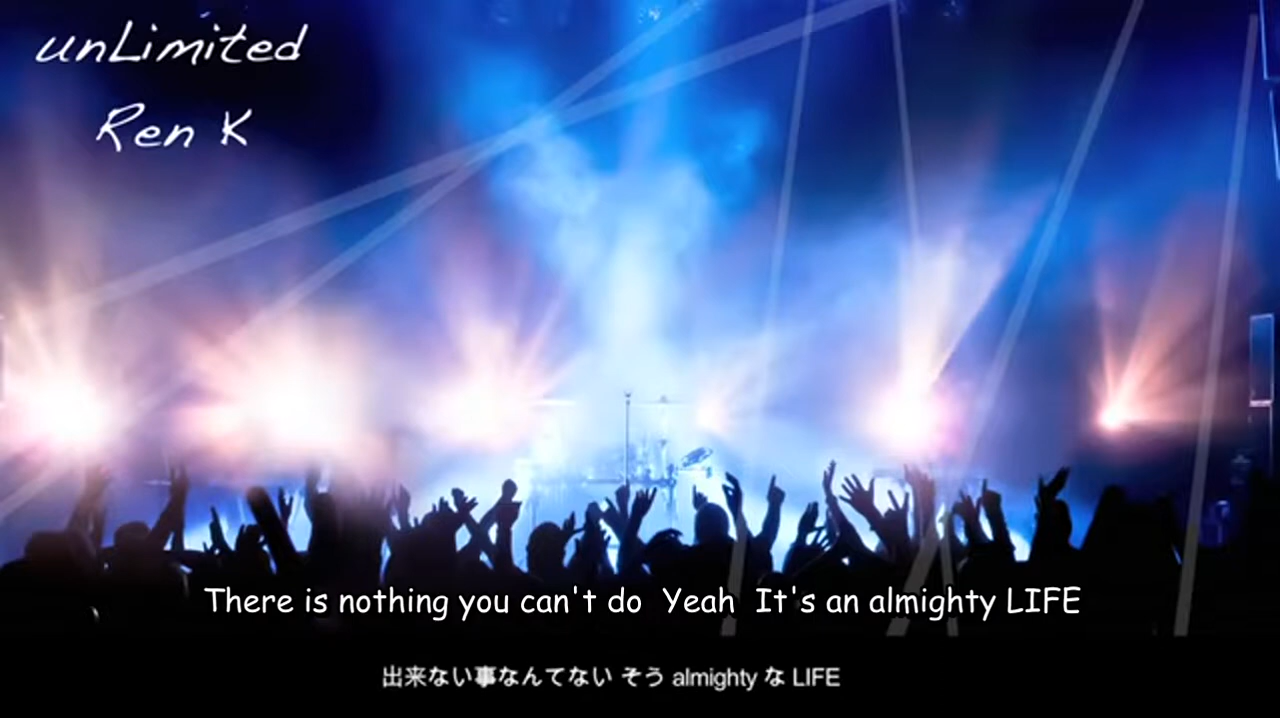 unLimited
Ren K
There is nothing you can't do  Yeah  It's an almighty LIFE
出来ない事なんてない そう almighty な LIFE